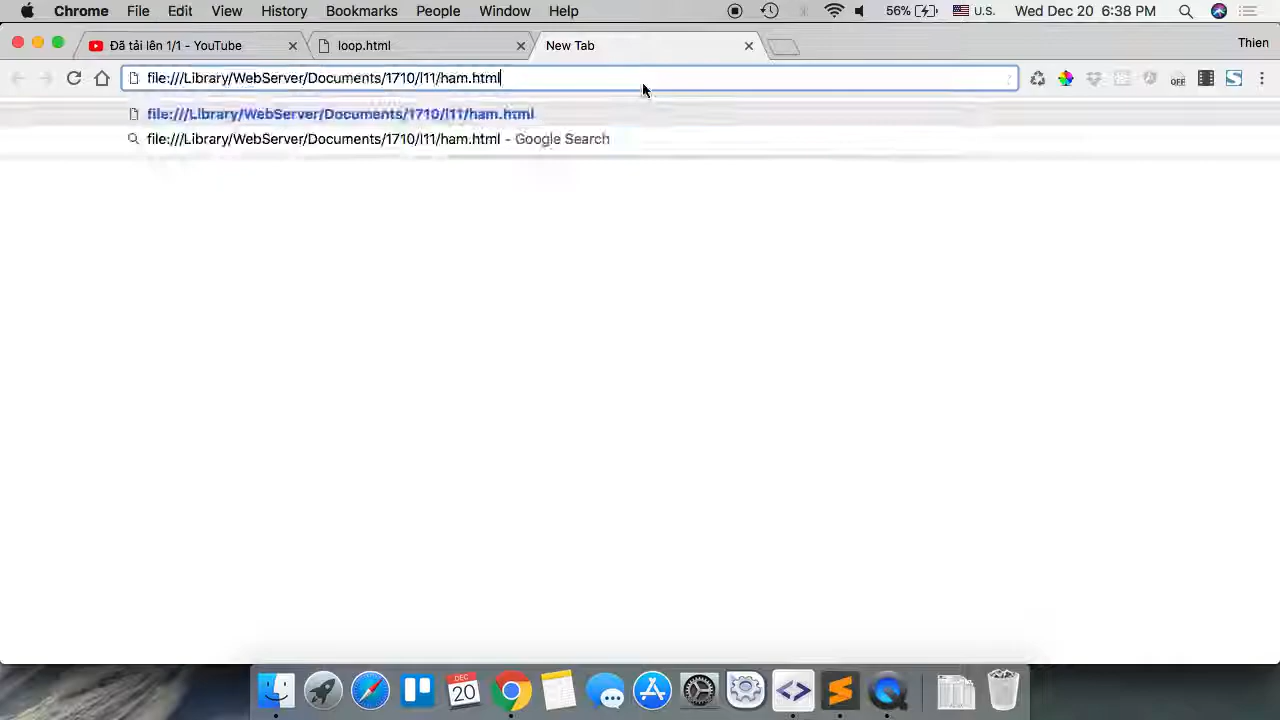 Chrome File Edit View History Bookmarks People Window Help 56% U.S. Wed Dec 20 6:38 PM
Đã tải lên 1/1 - YouTube loop.html New Tab Thien
file:///Library/WebServer/Documents/1710/l11/ham.html OFF S
file:///Library/WebServer/Documents/1710/l11/ham.html
file:///Library/WebServer/Documents/1710/l11/ham.html - Google Search
DEC
20